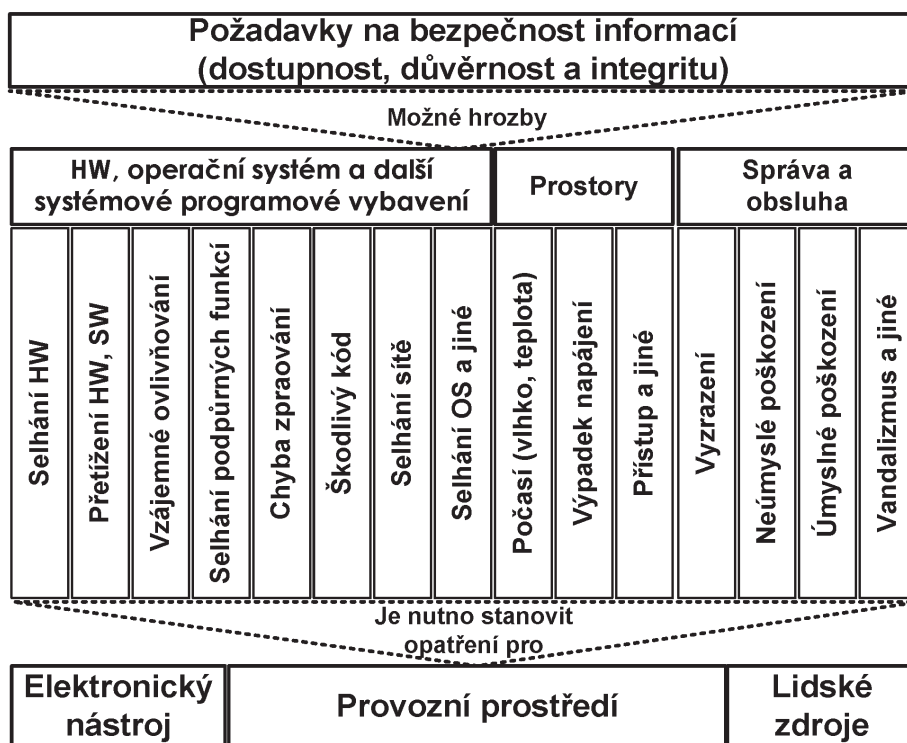 Požadavky na bezpečnost informací
(dostupnost, důvěrnost a integritu)
Možné hrozby
HW, operační systém a další
systémové programové vybavení
Prostory
Správa a
obsluha
Selhání HW
Přetížení HW, SW
Vzájemné ovlivňování
Selhání podpůrných funkcí
Chyba zpraování
Škodlivý kód
Selhání sítě
Selhání OS a jiné
Počasí (vlhko, teplota)
Výpadek napájení
Přístup a jiné
Vyzrazení
Neúmyslé poškození
Úmyslné poškození
Vandalizmus a jiné
Je nutno stanovit
opatření pro
Elektronický
nástroj
Provozní prostředí
Lidské
zdroje